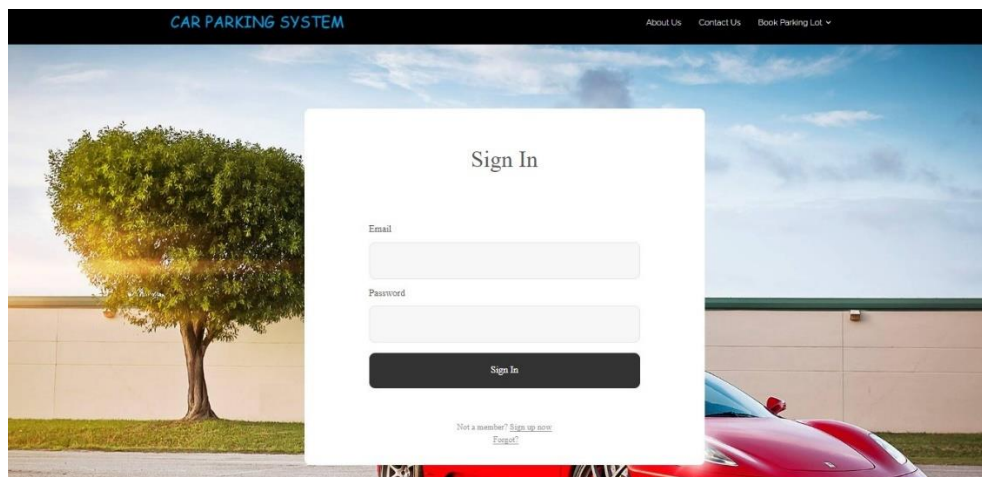 CAR PARKING SYSTEM
About Us Contact Us Book Parking Lot
Sign In
Email
Password
Sign In
Not a member? Sign up now
Forgot?